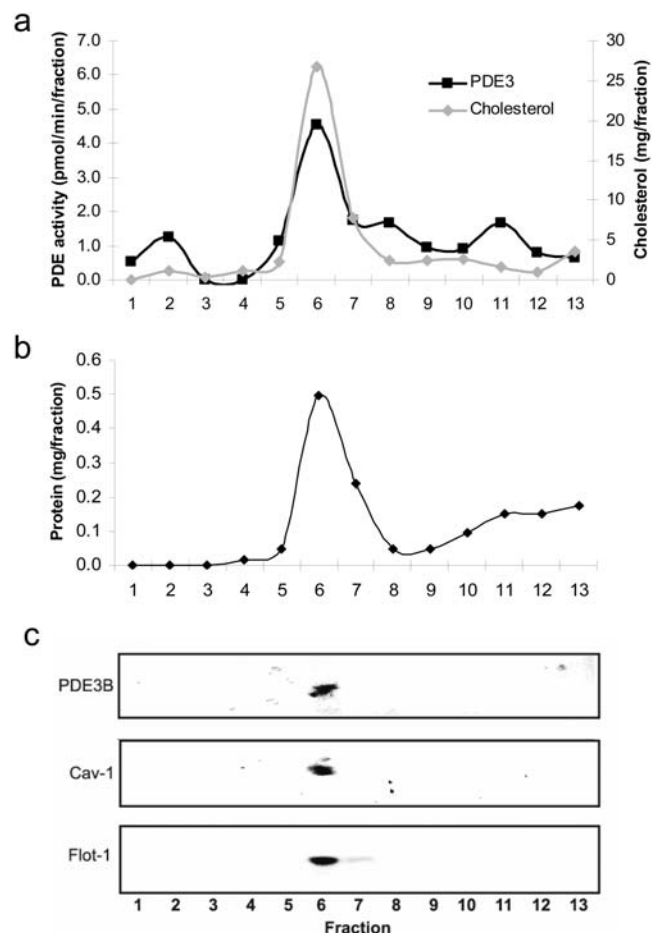 a
7.0
6.0
5.0
4.0
3.0
2.0
1.0
0.0
PDE activity (pmol/min/fraction)
PDE3
Cholesterol
30
25
20
15
10
5
0
Cholesterol (mg/fraction)
1 2 3 4 5 6 7 8 9 10 11 12 13
b
0.6
0.5
0.4
0.3
0.2
0.1
0.0
Protein (mg/fraction)
1 2 3 4 5 6 7 8 9 10 11 12 13
c
PDE3B
Cav-1
Flot-1
1 2 3 4 5 6 7 8 9 10 11 12 13
Fraction